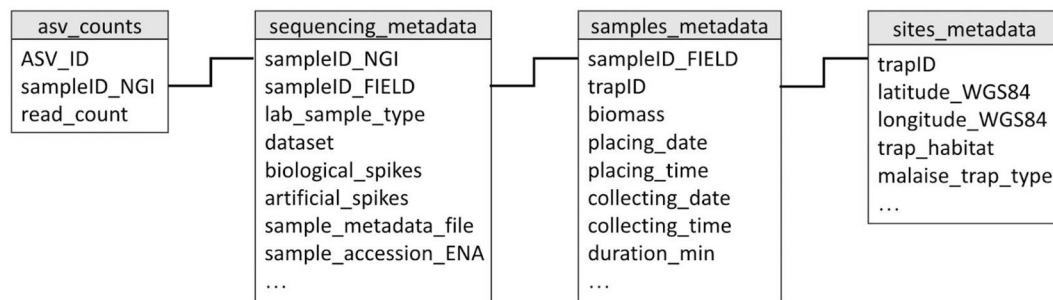 asv_counts
ASV_ID
sampleID_NGI
read_count
sequencing_metadata
sampleID_NGI
sampleID_FIELD
lab_sample_type
dataset
biological_spikes
artificial_spikes
sample_metadata_file
sample_accession_ENA
...
samples_metadata
sampleID_FIELD
trapID
biomass
placing_date
placing_time
collecting_date
collecting_time
duration_min
...
sites_metadata
trapID
latitude_WGS84
longitude_WGS84
trap_habitat
malaise_trap_type
...